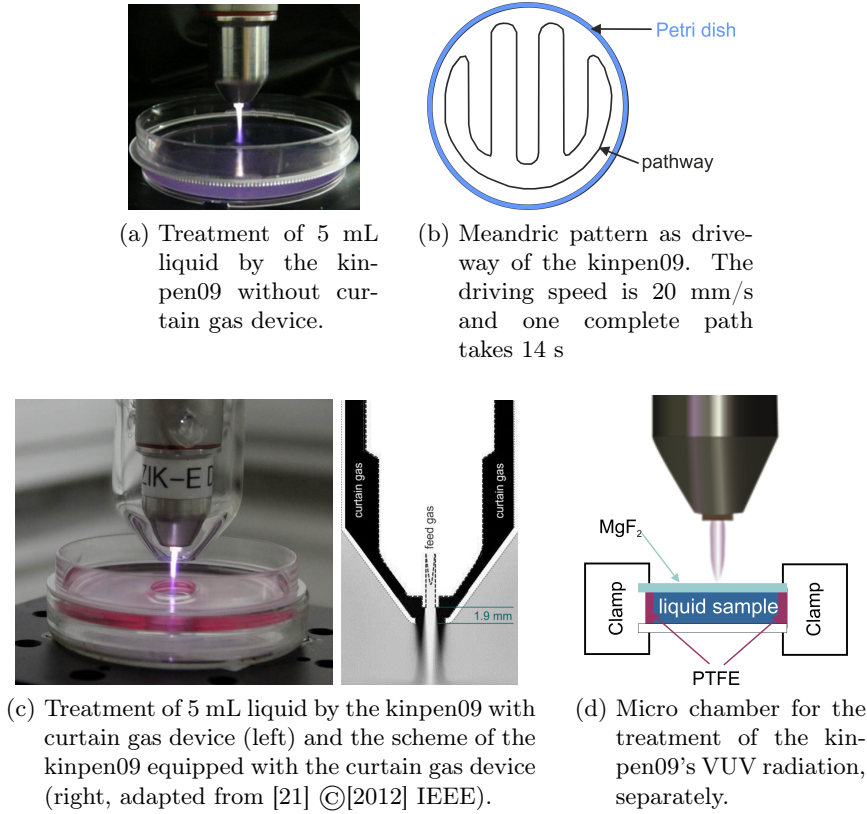 Petri dish
pathway
(a) Treatment of 5 mL
liquid by the kin-
pen09 without cur-
tain gas device.
(b) Meandric pattern as drive-
way of the kinpen09. The
driving speed is 20 mm/s
and one complete path
takes 14 s
ZIK-E D
curtain gas
feed gas
curtain gas
1.9 mm
MgF₂
Clamp
liquid sample
Clamp
PTFE
(c) Treatment of 5 mL liquid by the kinpen09 with
curtain gas device (left) and the scheme of the
kinpen09 equipped with the curtain gas device
(right, adapted from [21] ©[2012] IEEE).
(d) Micro chamber for the
treatment of the kin-
pen09's VUV radiation,
separately.